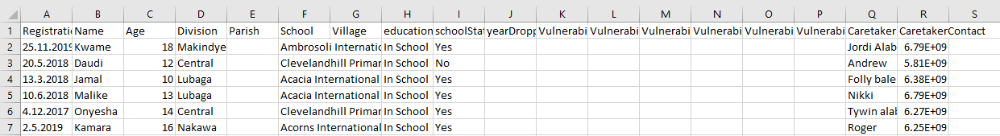 A B C D E F G H I J K L M N O P Q R S
1 Registratio Name Age Division Parish School Village education schoolStat yearDropp Vulnerabi Vulnerabi Vulnerabi Vulnerabi Vulnerabi Vulnerabi Caretaker CaretakerContact
2 25.11.2019 Kwame 18 Makindye Ambrosoli Internatio In School Yes Jordi Alab 6.79E+09
3 20.5.2018 Daudi 12 Central Clevelandhill Primar In School No Andrew 5.81E+09
4 13.3.2018 Jamal 10 Lubaga Acacia International In School Yes Folly bale 6.38E+09
5 10.6.2018 Malike 13 Lubaga Acacia International In School Yes Nikki 6.79E+09
6 4.12.2017 Onyesha 14 Central Clevelandhill Primar In School Yes Tywin alab 6.27E+09
7 2.5.2019 Kamara 16 Nakawa Acorns International In School Yes Roger 6.25E+09